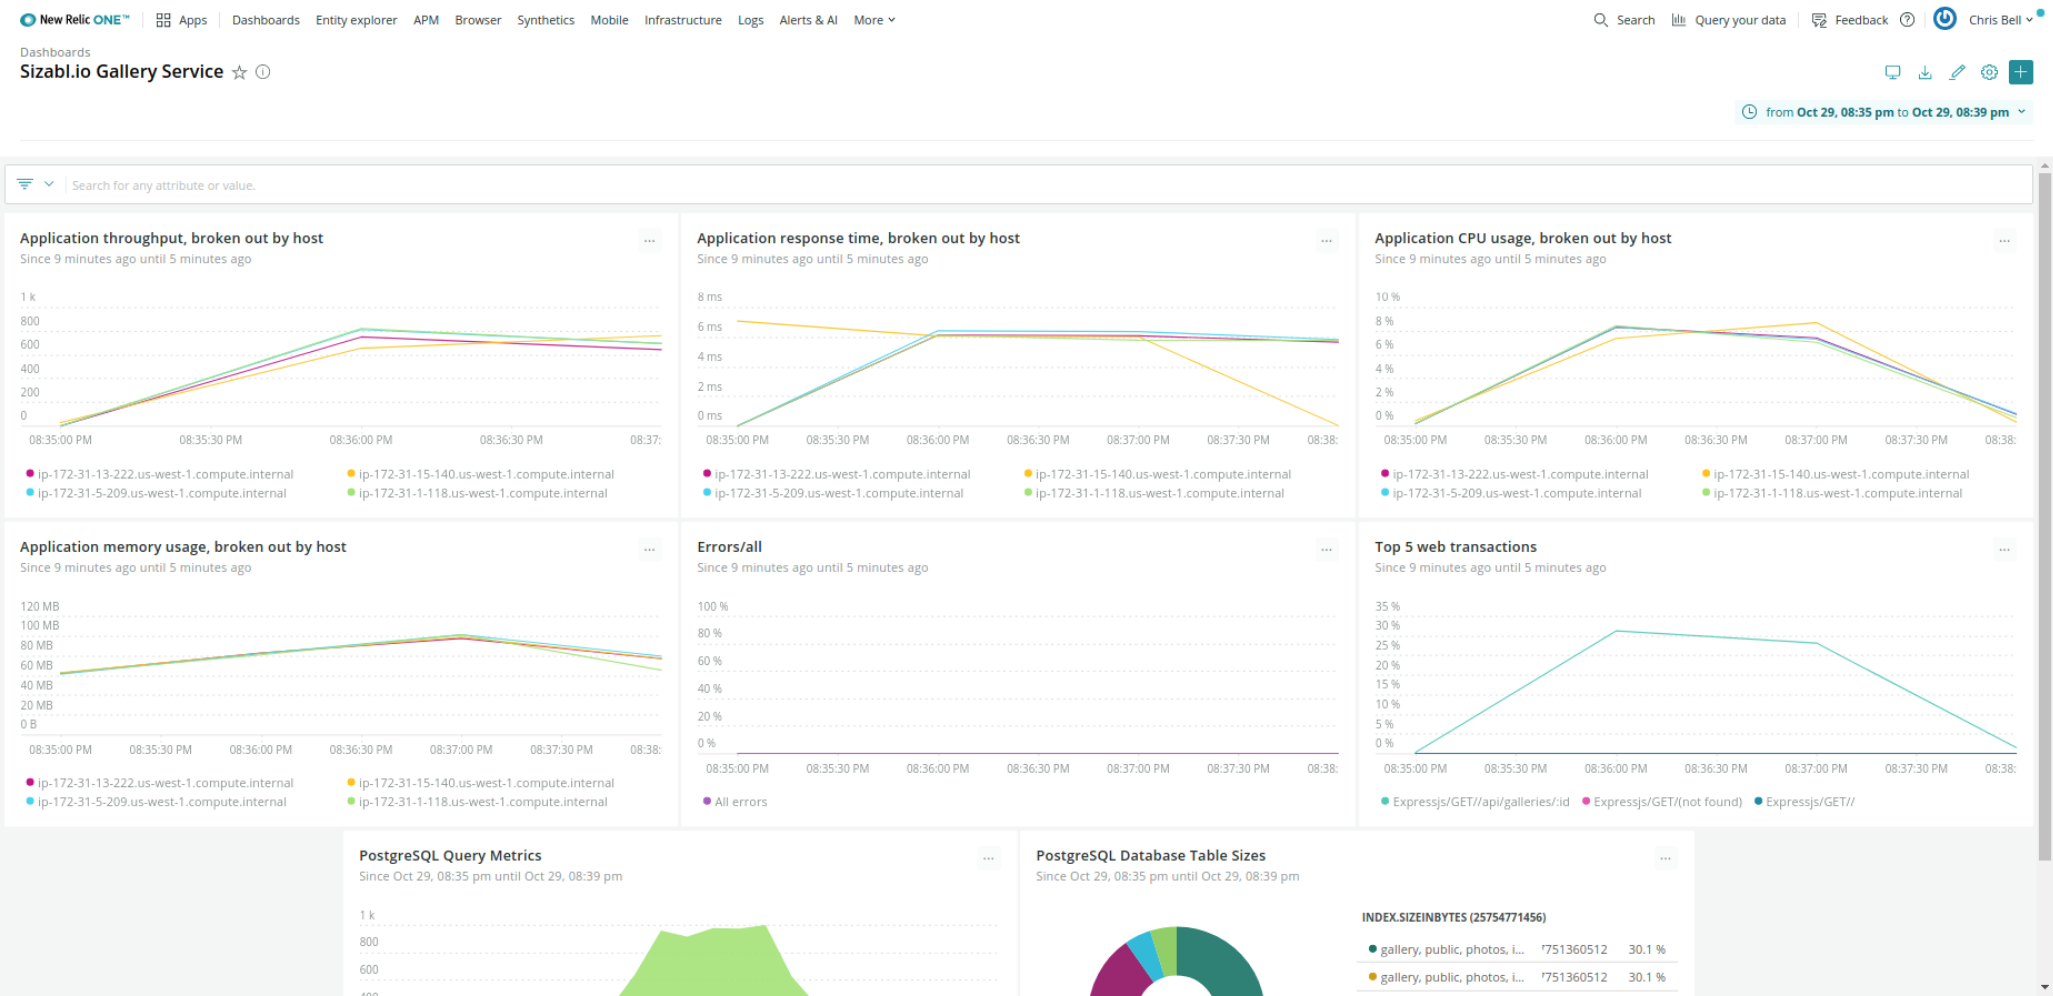 New Relic ONE™ Apps Dashboards Entity explorer APM Browser Synthetics Mobile Infrastructure Logs Alerts & AI More Search Query your data Feedback Chris Bell
Dashboards
Sizabl.io Gallery Service
from Oct 29, 08:35 pm to Oct 29, 08:39 pm
Search for any attribute or value.
Application throughput, broken out by host
Since 9 minutes ago until 5 minutes ago
1 k
800
600
400
200
0
08:35:00 PM 08:35:30 PM 08:36:00 PM 08:36:30 PM 08:37:
ip-172-31-13-222.us-west-1.compute.internal ip-172-31-15-140.us-west-1.compute.internal
ip-172-31-5-209.us-west-1.compute.internal ip-172-31-1-118.us-west-1.compute.internal
Application response time, broken out by host
Since 9 minutes ago until 5 minutes ago
8 ms
6 ms
4 ms
2 ms
0 ms
08:35:00 PM 08:35:30 PM 08:36:00 PM 08:36:30 PM 08:37:00 PM 08:37:30 PM 08:38:
ip-172-31-13-222.us-west-1.compute.internal ip-172-31-15-140.us-west-1.compute.internal
ip-172-31-5-209.us-west-1.compute.internal ip-172-31-1-118.us-west-1.compute.internal
Application CPU usage, broken out by host
Since 9 minutes ago until 5 minutes ago
10 %
8 %
6 %
4 %
2 %
0 %
08:35:00 PM 08:35:30 PM 08:36:00 PM 08:36:30 PM 08:37:00 PM 08:37:30 PM 08:38:
ip-172-31-13-222.us-west-1.compute.internal ip-172-31-15-140.us-west-1.compute.internal
ip-172-31-5-209.us-west-1.compute.internal ip-172-31-1-118.us-west-1.compute.internal
Application memory usage, broken out by host
Since 9 minutes ago until 5 minutes ago
120 MB
100 MB
80 MB
60 MB
40 MB
20 MB
0 B
08:35:00 PM 08:35:30 PM 08:36:00 PM 08:36:30 PM 08:37:00 PM 08:37:30 PM 08:38:
ip-172-31-13-222.us-west-1.compute.internal ip-172-31-15-140.us-west-1.compute.internal
ip-172-31-5-209.us-west-1.compute.internal ip-172-31-1-118.us-west-1.compute.internal
Errors/all
Since 9 minutes ago until 5 minutes ago
100 %
80 %
60 %
40 %
20 %
0 %
08:35:00 PM 08:35:30 PM 08:36:00 PM 08:36:30 PM 08:37:00 PM 08:37:30 PM 08:38:
All errors
Top 5 web transactions
Since 9 minutes ago until 5 minutes ago
35 %
30 %
25 %
20 %
15 %
10 %
5 %
0 %
08:35:00 PM 08:35:30 PM 08:36:00 PM 08:36:30 PM 08:37:00 PM 08:37:30 PM 08:38:
Expressjs/GET//api/galleries/:id Expressjs/GET/(not found) Expressjs/GET//
PostgreSQL Query Metrics
Since Oct 29, 08:35 pm until Oct 29, 08:39 pm
1 k
800
600
400
PostgreSQL Database Table Sizes
Since Oct 29, 08:35 pm until Oct 29, 08:39 pm
INDEX.SIZEINBYTES (25754771456)
gallery, public, photos, i... 751360512 30.1 %
gallery, public, photos, i... 751360512 30.1 %